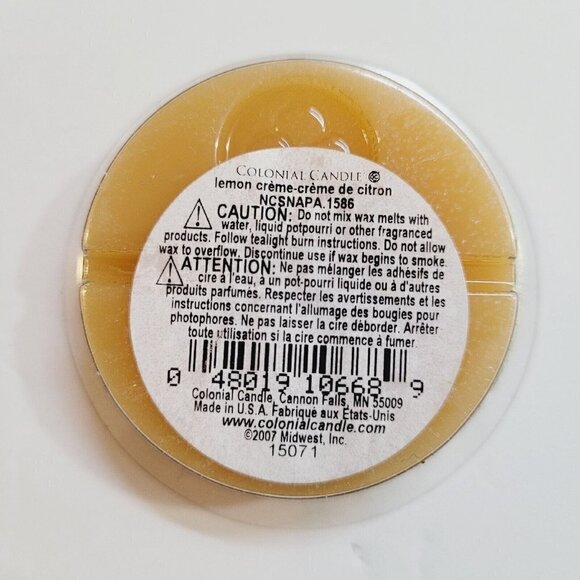 COLONIAL CANDLE
lemon crème-crème de citron
NCSNAPA.1586
CAUTION: Do not mix wax melts with
water, liquid potpourri or other fragranced
products. Follow tealight burn instructions. Do not allow
wax to overflow. Discontinue use if wax begins to smoke.
ATTENTION: Ne pas mélanger les adhésifs de
cire à l'eau, a un pot-pourri liquide ou à d'autres
produits parfumés. Respecter les avertissements et les
instructions concernant l'allumage des bougies pour
photophores. Ne pas laisser la cire déborder. Arrêter
toute utilisation si la cire commence à fumer.
0 48019 10668 9
Colonial Candle, Cannon Falls, MN 55009
Made in U.S.A. Fabriqué aux États-Unis
www.colonialcandle.com
©2007 Midwest, Inc.
15071